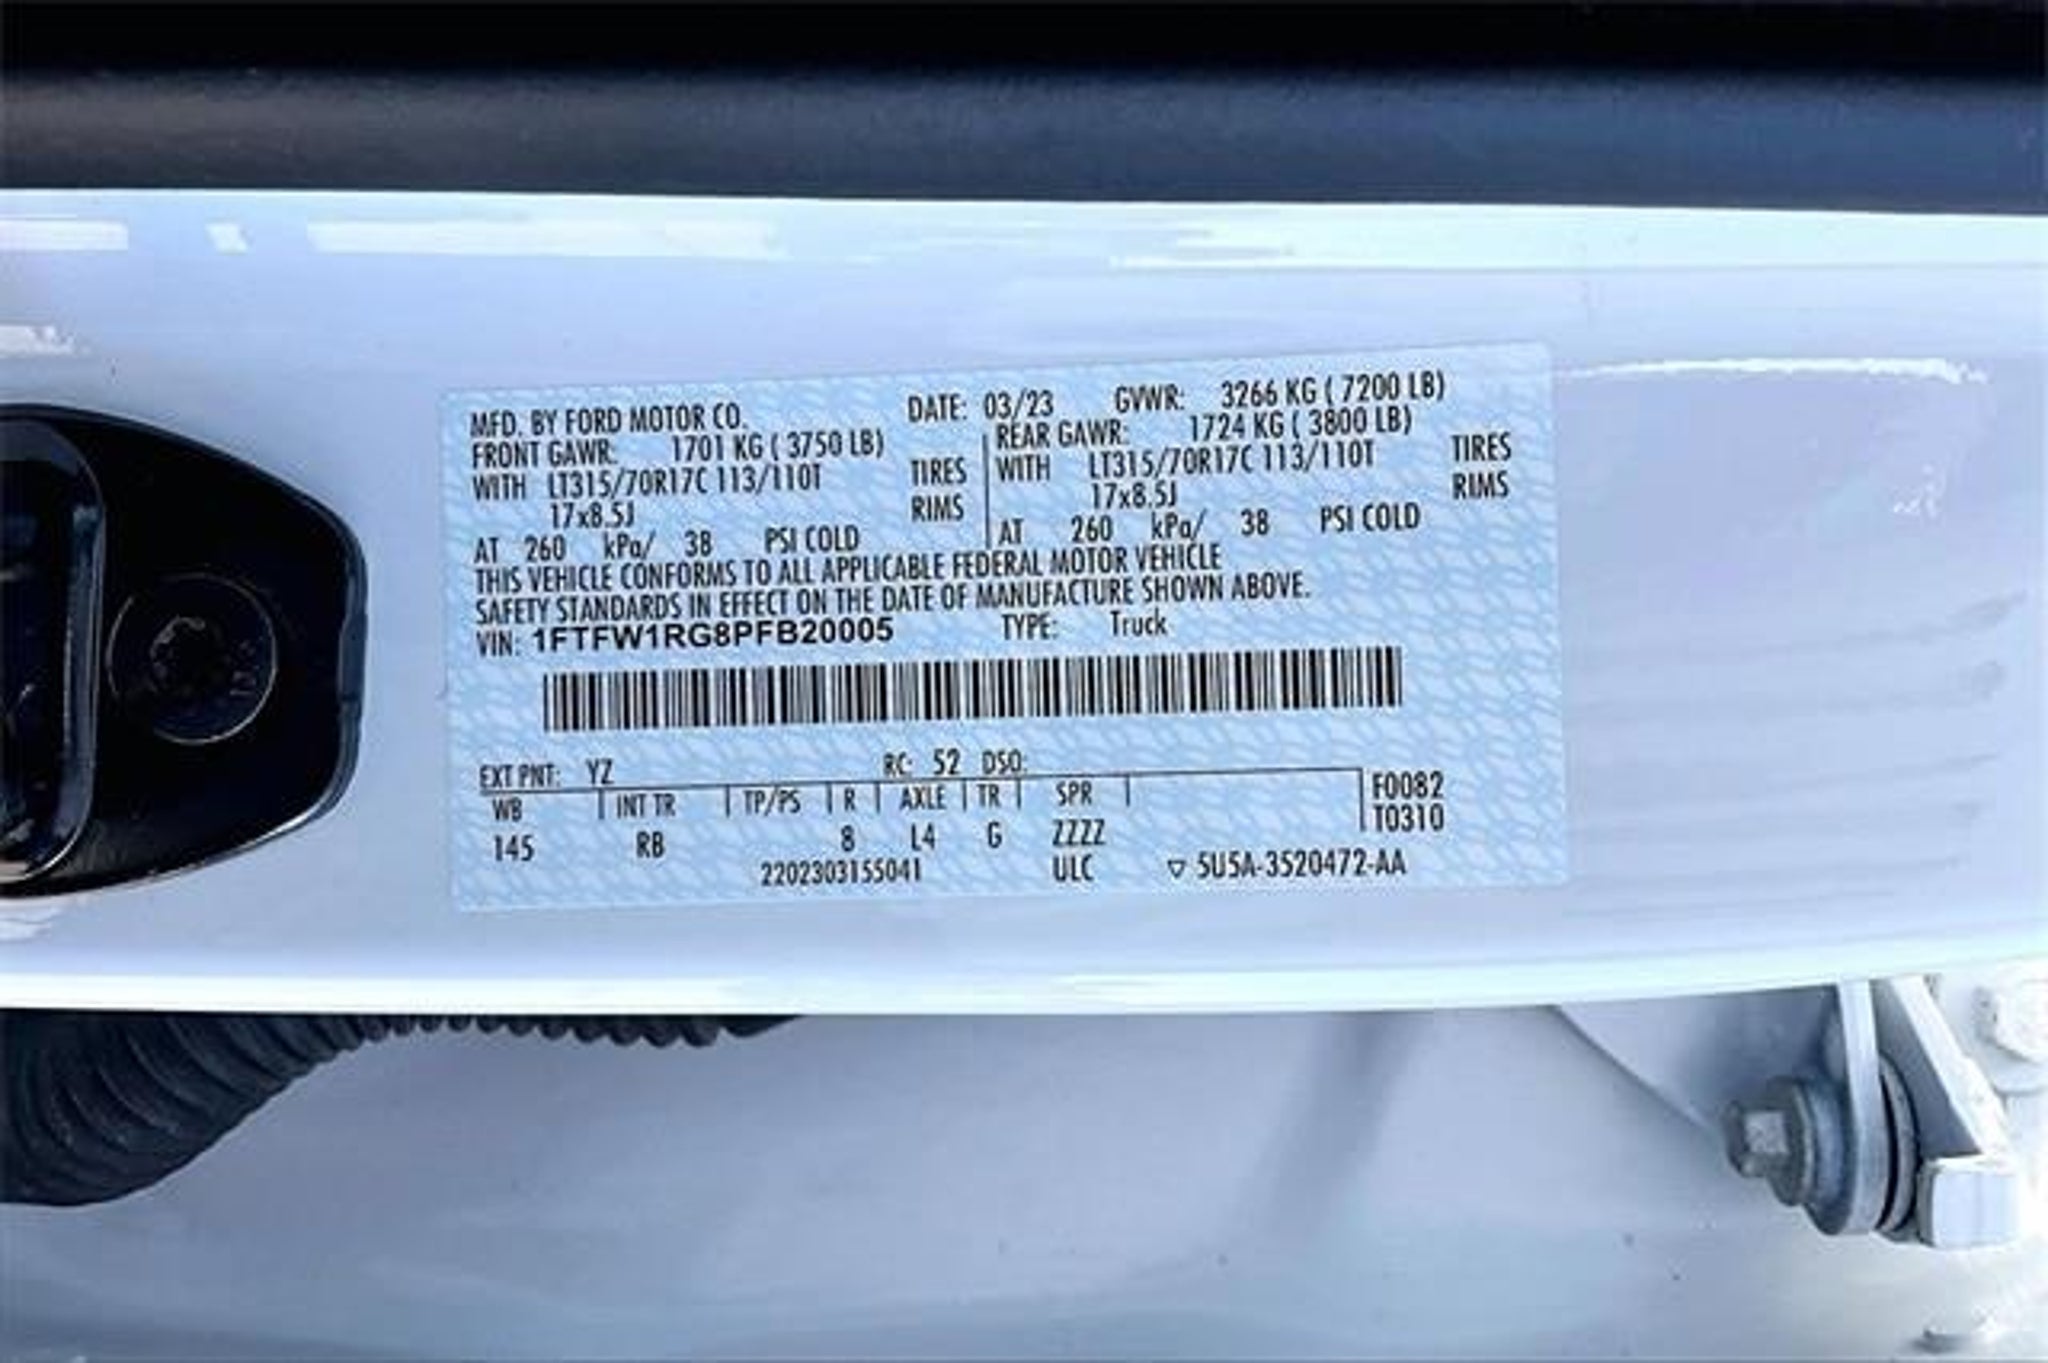 MFD. BY FORD MOTOR CO. DATE: 03/23 GVWR: 3266 KG ( 7200 LB)
FRONT GAWR: 1701 KG ( 3750 LB) REAR GAWR: 1724 KG ( 3800 LB)
WITH LT315/70R17C 113/110T TIRES WITH LT315/70R17C 113/110T TIRES
17x8.5J RIMS 17x8.5J RIMS
AT 260 kPa/ 38 PSI COLD AT 260 kPa/ 38 PSI COLD
THIS VEHICLE CONFORMS TO ALL APPLICABLE FEDERAL MOTOR VEHICLE
SAFETY STANDARDS IN EFFECT ON THE DATE OF MANUFACTURE SHOWN ABOVE.
VIN: 1FTFW1RG8PFB20005 TYPE: Truck
EXT PNT: YZ RC: 52 DSO:
WB INT TR TP/PS R AXLE TR SPR F0082
145 RB 8 L4 G ZZZZ T0310
2202303155041 ULC ▽ 5U5A-3520472-AA